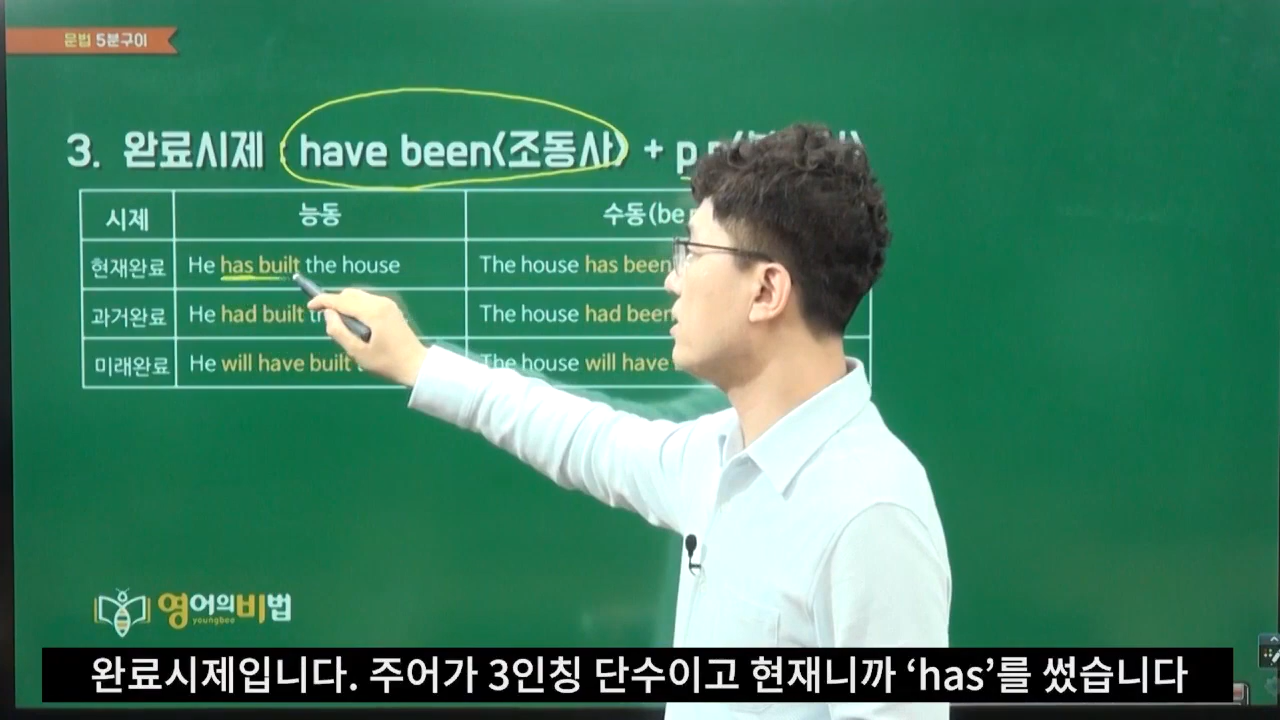 문법 5분구이
3. 완료시제 : have been<조동사> + p.p
시제 능동 수동(be
현재완료 He has built the house The house has been
과거완료 He had built The house had been
미래완료 He will have built The house will have
영어의비법
youngbee
완료시제입니다. 주어가 3인칭 단수이고 현재니까 ‘has’를 썼습니다